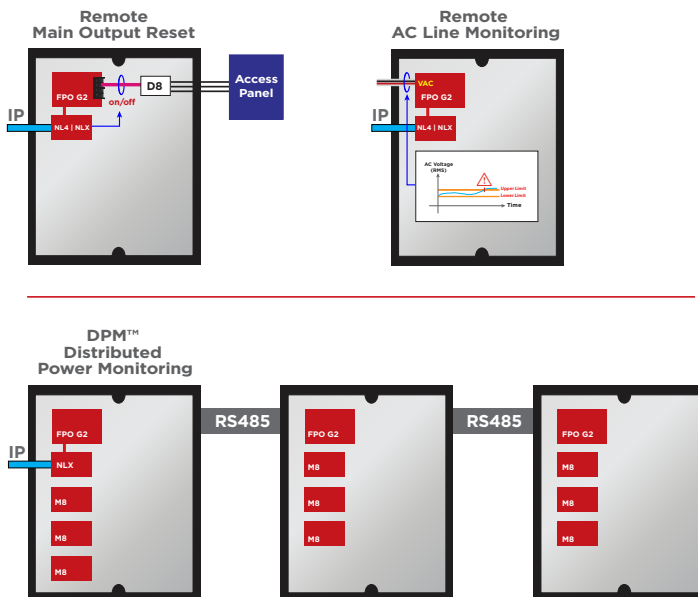 Remote
Main Output Reset
FPO G2
on/off
D8
Access
Panel
IP
NL4 | NLX
Remote
AC Line Monitoring
VAC
FPO G2
IP
NL4 | NLX
AC Voltage
(RMS)
!
Upper Limit
Lower Limit
Time
DPM™
Distributed
Power Monitoring
FPO G2
IP
NLX
M8
M8
M8
RS485
FPO G2
M8
M8
M8
RS485
FPO G2
M8
M8
M8